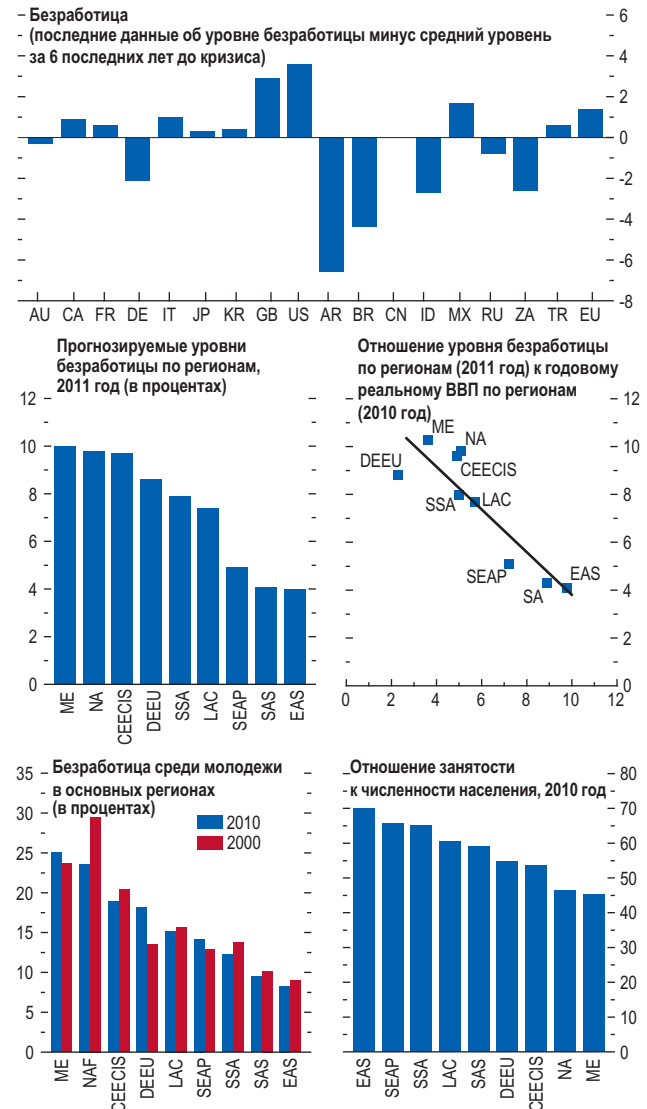 Безработица
(последние данные об уровне безработицы минус средний уровень
за 6 последних лет до кризиса)
6
4
2
0
-2
-4
-6
-8
AU CA FR DE IT JP KR GB US AR BR CN ID MX RU ZA TR EU
Прогнозируемые уровни
безработицы по регионам,
2011 год (в процентах)
12
10
8
6
4
2
0
ME NA CEECIS DEEU SSA LAC SEAP SAS EAS
Отношение уровня безработицы
по регионам (2011 год) к годовому
реальному ВВП по регионам
(2010 год)
12
10
8
6
4
2
0
ME
NA
DEEU
CEECIS
SSA
LAC
SEAP
EAS
SA
0 2 4 6 8 10 12
Безработица среди молодежи
в основных регионах
(в процентах)
2010
2000
35
30
25
20
15
10
5
0
ME NAF CEECIS DEEU LAC SEAP SSA SAS EAS
Отношение занятости
к численности населения, 2010 год
80
70
60
50
40
30
20
10
0
EAS SEAP SSA LAC SAS DEEU CEECIS NA ME